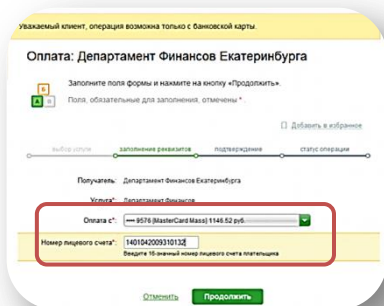 Уважаемый клиент, операция возможна только с банковской карты.
Оплата: Департамент Финансов Екатеринбурга
Заполните поля формы и нажмите на кнопку «Продолжить».
Поля, обязательные для заполнения, отмечены *.
Добавить в избранное
выбор услуги заполнение реквизитов подтверждение статус операции
Получатель: Департамент Финансов Екатеринбурга
Услуга*: Департамент Финансов
Оплата с*: •••• 9576 [MasterCard Mass] 1146.52 руб.
Номер лицевого счета*: 1401042009310132
Введите 16-значный номер лицевого счета плательщика
Отменить Продолжить